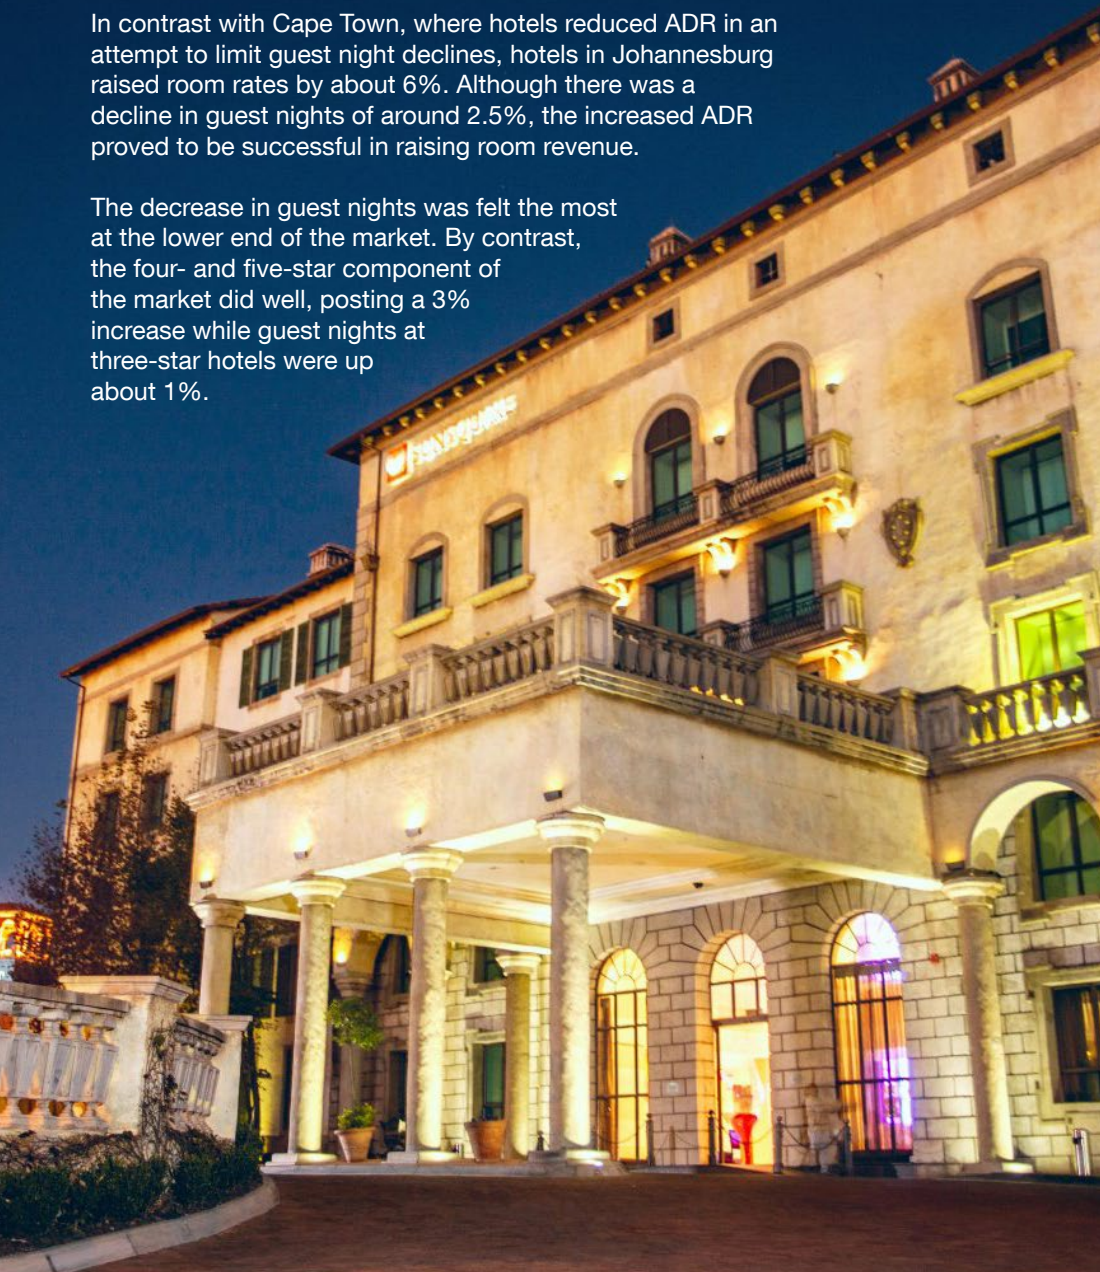 In contrast with Cape Town, where hotels reduced ADR in an
attempt to limit guest night declines, hotels in Johannesburg
raised room rates by about 6%. Although there was a
decline in guest nights of around 2.5%, the increased ADR
proved to be successful in raising room revenue.
The decrease in guest nights was felt the most
at the lower end of the market. By contrast,
the four- and five-star component of
the market did well, posting a 3%
increase while guest nights at
three-star hotels were up
about 1%.